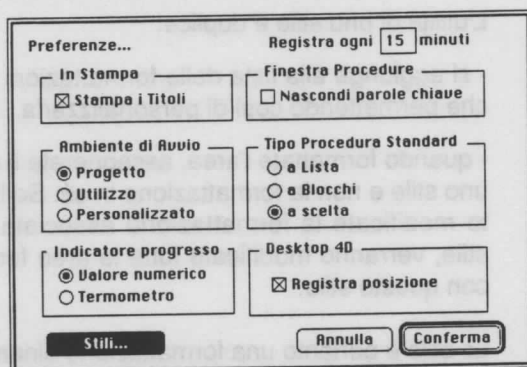 Preferenze... Registra ogni 15 minuti
In Stampa
Stampa i Titoli
Finestra Procedure
Nascondi parole chiave
Ambiente di Avvio
Progetto
Utilizzo
Personalizzato
Tipo Procedura Standard
a Lista
a Blocchi
a Scelta
Indicatore progresso
Valore numerico
Termometro
Desktop 4D
Registro posizione
Stili... Annulla Conferma